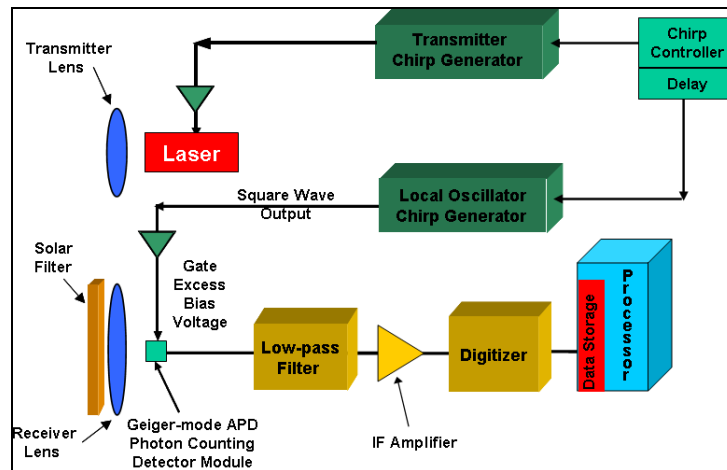 Transmitter
Lens
Transmitter
Chirp Generator
Chirp
Controller
Delay
Laser
Square Wave
Output
Local Oscillator
Chirp Generator
Solar
Filter
Gate
Excess
Bias
Voltage
Low-pass
Filter
Digitizer
Data Storage
Processor
Receiver
Lens
Geiger-mode APD
Photon Counting
Detector Module
IF Amplifier